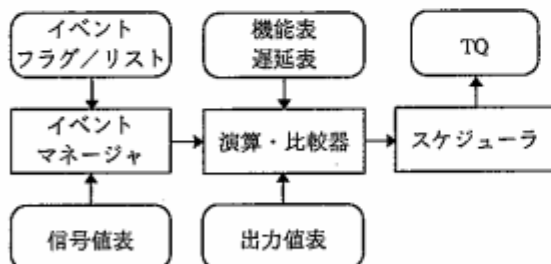 イベント
フラグ／リスト
機能表
遅延表
TQ
イベント
マネージャ
演算・比較器
スケジューラ
信号値表
出力値表